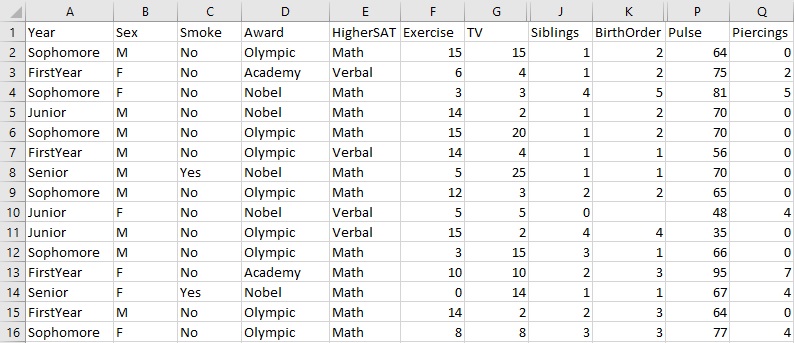 A B C D E F G J K P Q
1 Year Sex Smoke Award HigherSAT Exercise TV Siblings BirthOrder Pulse Piercings
2 Sophomore M No Olympic Math 15 15 1 2 64 0
3 FirstYear F No Academy Verbal 6 4 1 2 75 2
4 Sophomore F No Nobel Math 3 3 4 5 81 5
5 Junior M No Nobel Math 14 2 1 2 70 0
6 Sophomore M No Olympic Math 15 20 1 2 70 0
7 FirstYear M No Olympic Verbal 14 4 1 1 56 0
8 Senior M Yes Nobel Math 5 25 1 1 70 0
9 Sophomore M No Olympic Math 12 3 2 2 65 0
10 Junior F No Nobel Verbal 5 5 0 48 4
11 Junior M No Olympic Verbal 15 2 4 4 35 0
12 Sophomore M No Olympic Math 3 15 3 1 66 0
13 FirstYear F No Academy Math 10 10 2 3 95 7
14 Senior F Yes Nobel Math 0 14 1 1 67 4
15 FirstYear M No Olympic Math 14 2 2 3 64 0
16 Sophomore F No Olympic Math 8 8 3 3 77 4